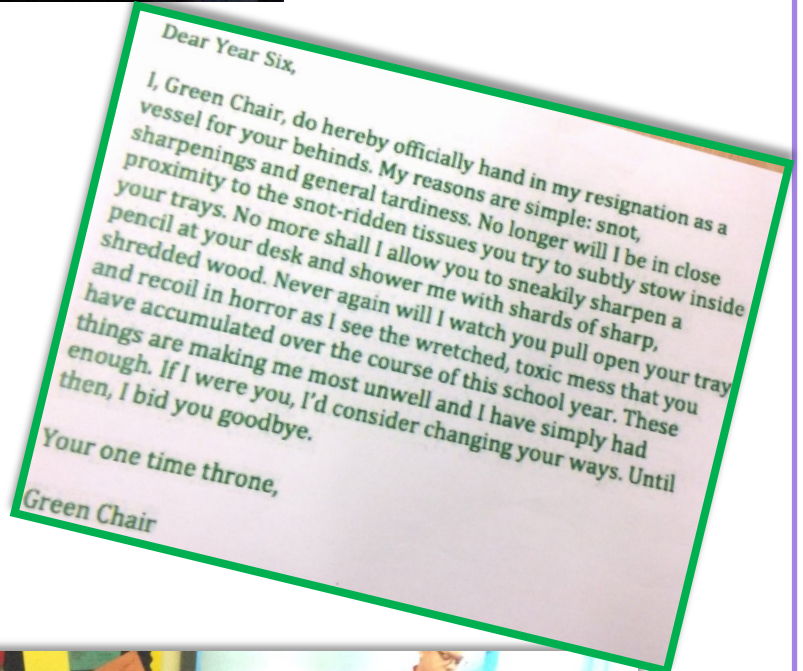 Dear Year Six,
I, Green Chair, do hereby officially hand in my resignation as a
vessel for your behinds. My reasons are simple: snot,
sharpenings and general tardiness. No longer will I be in close
proximity to the snot-ridden tissues you try to subtly stow inside
your trays. No more shall I allow you to sneakily sharpen a
pencil at your desk and shower me with shards of sharp,
shredded wood. Never again will I watch you pull open your tray
and recoil in horror as I see the wretched, toxic mess that you
have accumulated over the course of this school year. These
things are making me most unwell and I have simply had
enough. If I were you, I'd consider changing your ways. Until
then, I bid you goodbye.
Your one time throne,
Green Chair